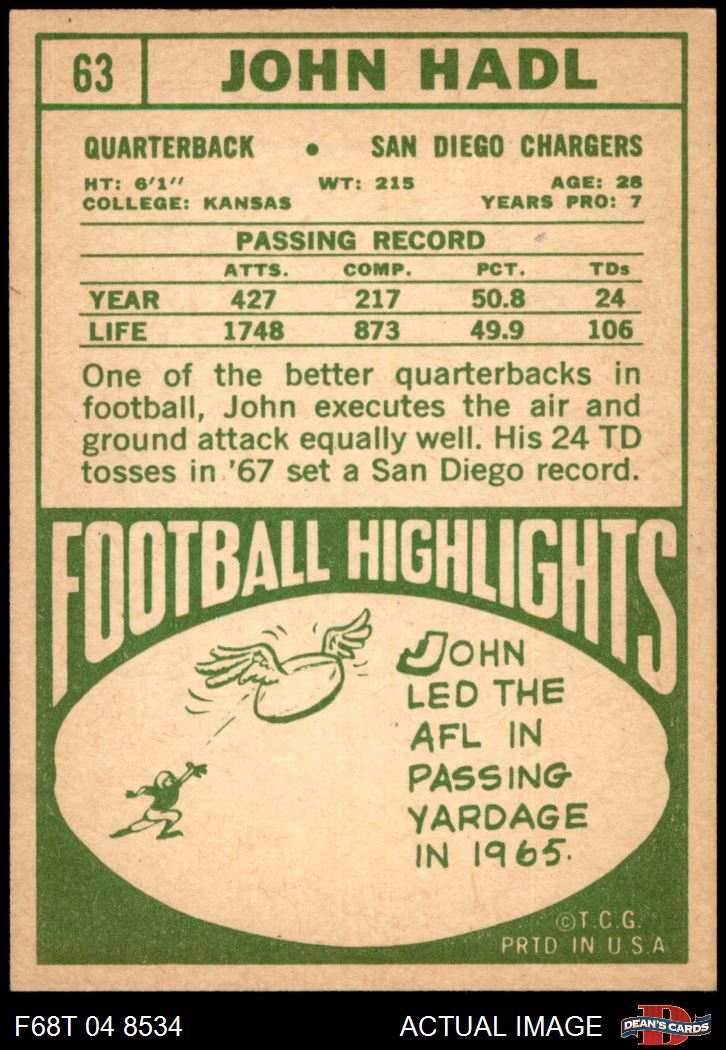 63 JOHN HADL
QUARTERBACK • SAN DIEGO CHARGERS
HT: 6'1" WT: 215 AGE: 28
COLLEGE: KANSAS YEARS PRO: 7
PASSING RECORD
ATTS. COMP. PCT. TDs
YEAR 427 217 50.8 24
LIFE 1748 873 49.9 106
One of the better quarterbacks in
football, John executes the air and
ground attack equally well. His 24 TD
tosses in '67 set a San Diego record.
FOOTBALL HIGHLIGHTS
JOHN
LED THE
AFL IN
PASSING
YARDAGE
IN 1965.
©T.C.G.
PRTD IN U.S.A
F68T 04 8534 ACTUAL IMAGE D DEAN'S CARDS